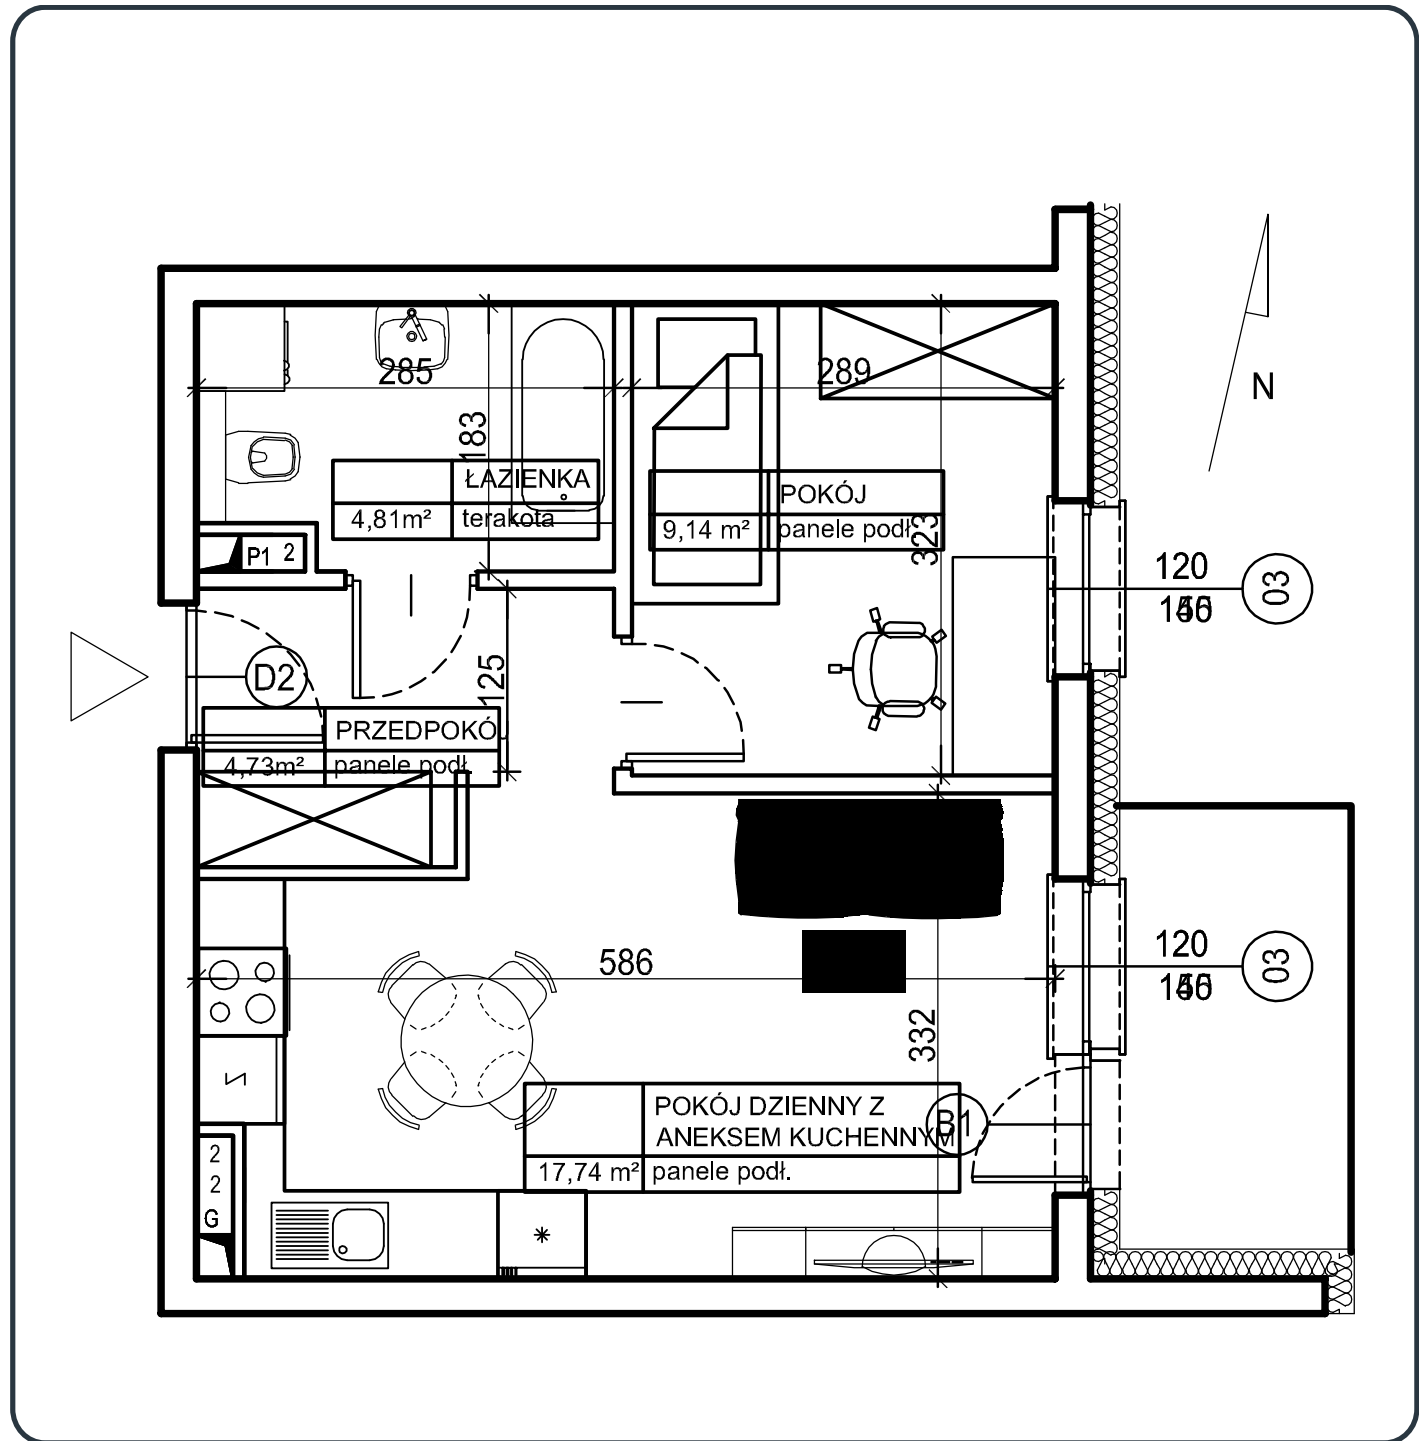 N
285
289
183
ŁAZIENKA
4,81m² terakota
POKÓJ
9,14 m² panele podł.
323
P1 2
120
03
D2
125
PRZEDPOKÓJ
4,73m² panele podł.
586
120
03
332
POKÓJ DZIENNY Z
ANEKSEM KUCHENNYM
17,74 m² panele podł.
B1
2
2
G